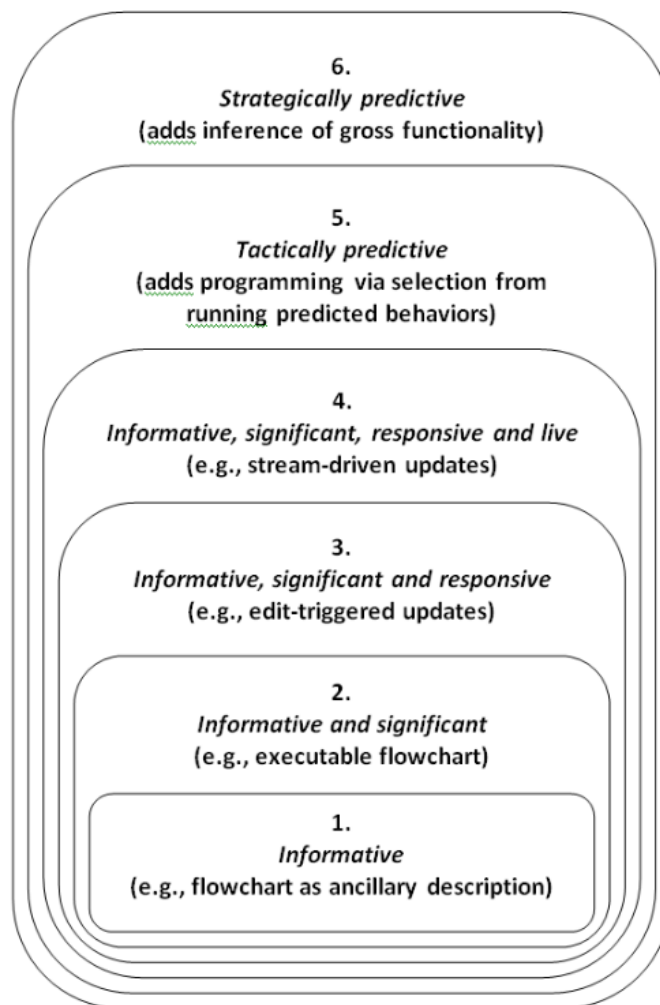 6.
Strategically predictive
(adds inference of gross functionality)
5.
Tactically predictive
(adds programming via selection from
running predicted behaviors)
4.
Informative, significant, responsive and live
(e.g., stream-driven updates)
3.
Informative, significant and responsive
(e.g., edit-triggered updates)
2.
Informative and significant
(e.g., executable flowchart)
1.
Informative
(e.g., flowchart as ancillary description)